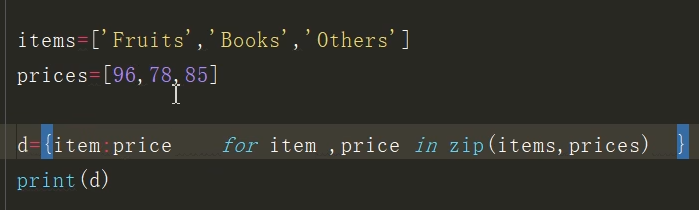 items=['Fruits','Books','Others']
prices=[96,78,85]
d={item:price    for item ,price in zip(items,prices)  }
print(d)